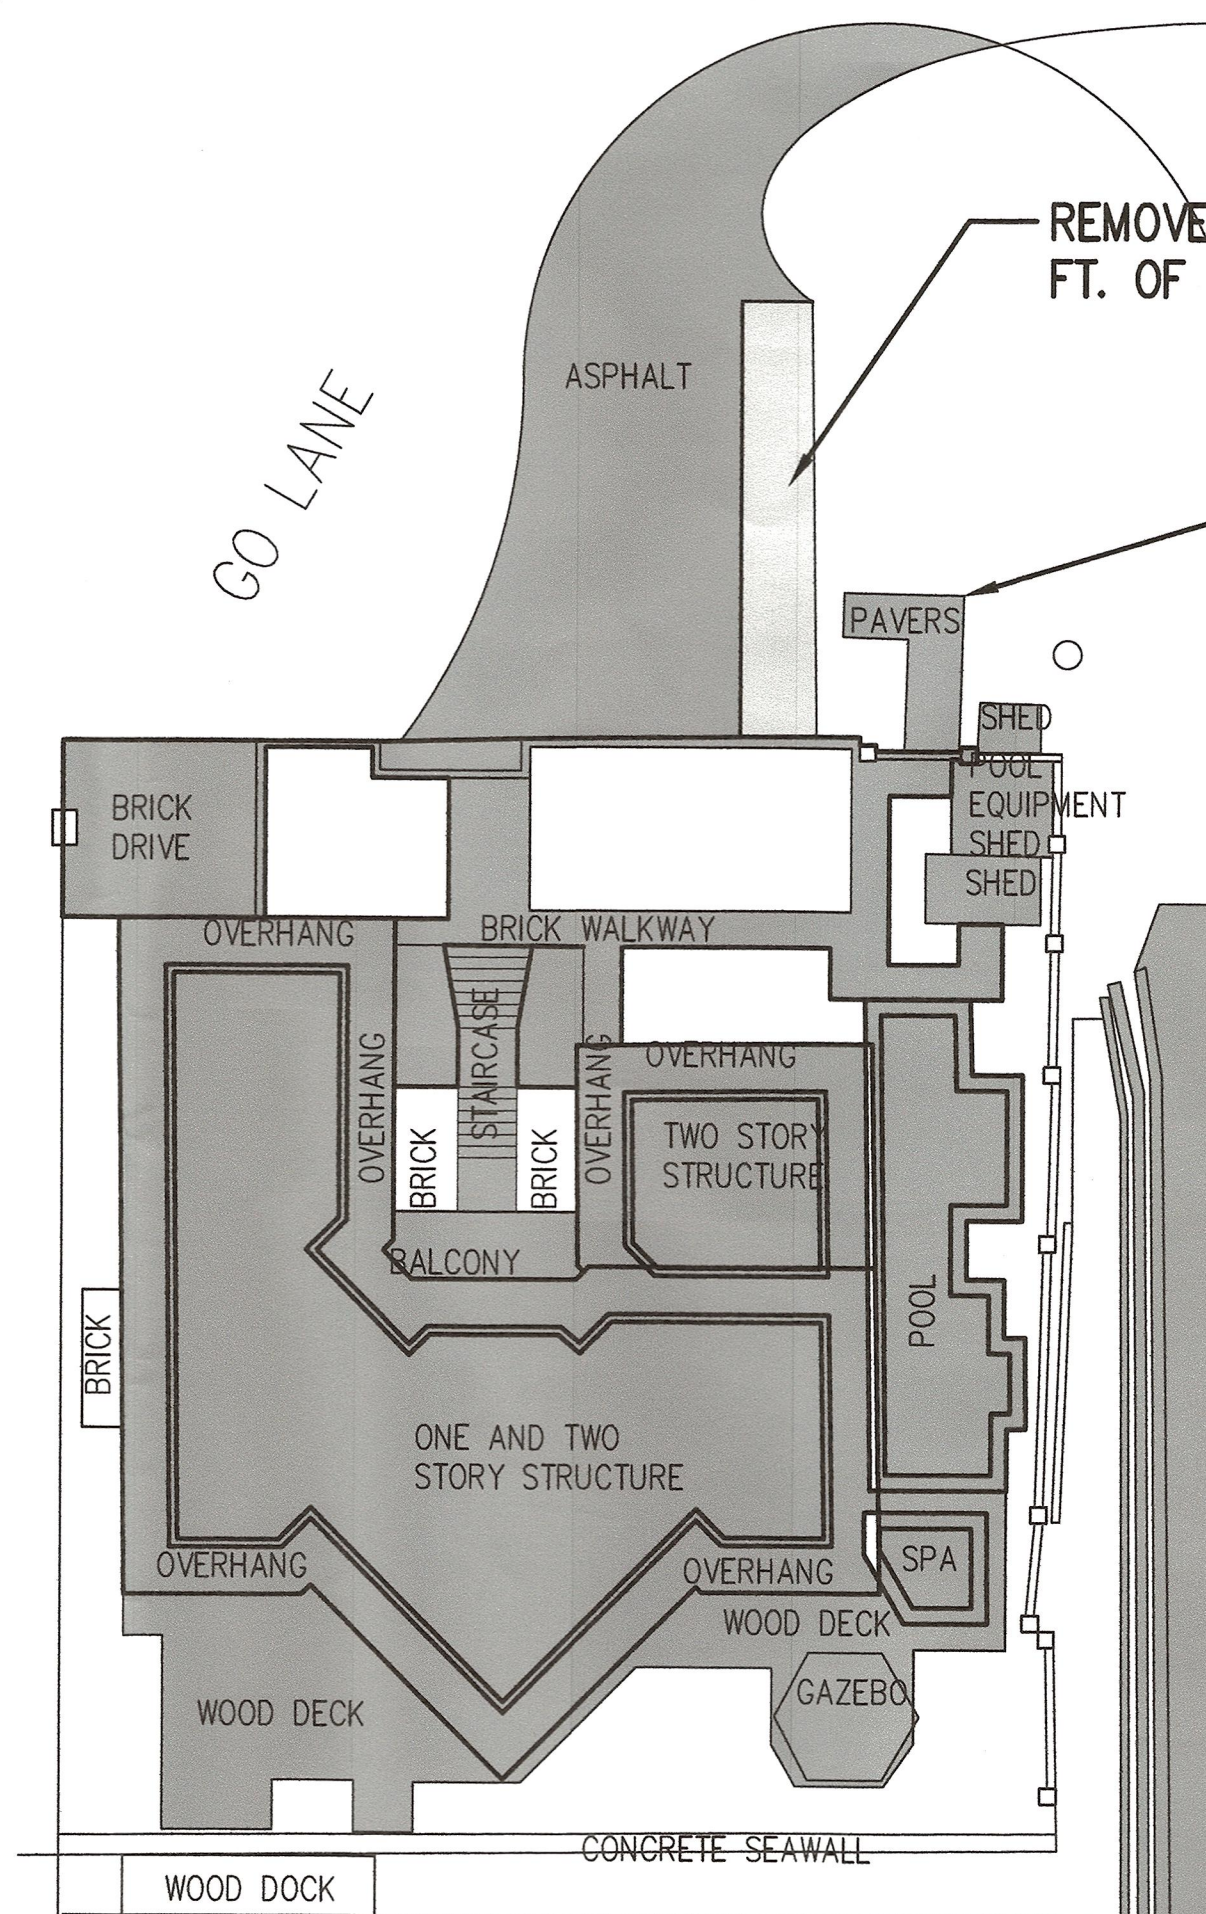 REMOVE
FT. OF
ASPHALT
GO LANE
PAVERS
SHED
POOL
EQUIPMENT
SHED
SHED
BRICK
DRIVE
OVERHANG
BRICK WALKWAY
STAIRCASE
OVERHANG
OVERHANG
OVERHANG
TWO STORY
STRUCTURE
BRICK
BRICK
BALCONY
POOL
BRICK
ONE AND TWO
STORY STRUCTURE
OVERHANG
OVERHANG
SPA
WOOD DECK
GAZEBO
WOOD DECK
CONCRETE SEAWALL
WOOD DOCK